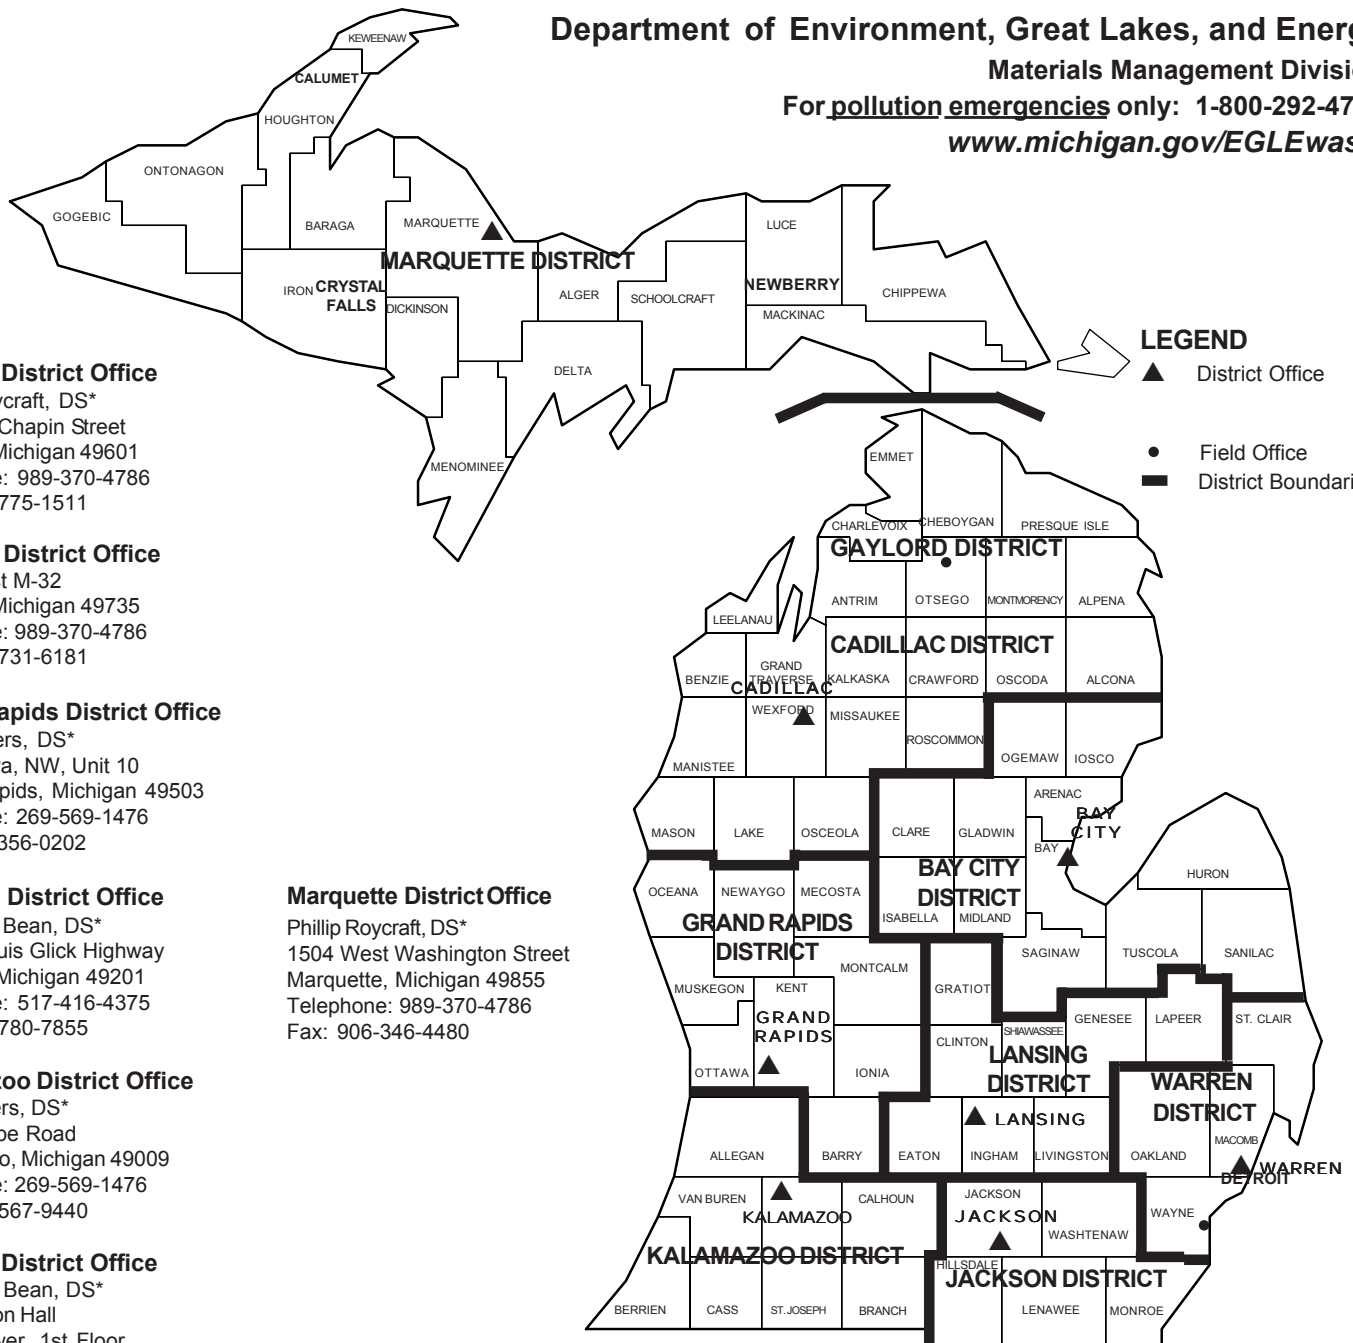 Department of Environment, Great Lakes, and Energ
Materials Management Divisi
For pollution emergencies only: 1-800-292-47
www.michigan.gov/EGLEwas
KEWEENAW
CALUMET
HOUGHTON
ONTONAGON
GOGEBIC
BARAGA
MARQUETTE
MARQUETTE DISTRICT
LUCE
IRON
CRYSTAL
FALLS
DICKINSON
ALGER
SCHOOLCRAFT
NEWBERRY
CHIPPEWA
MACKINAC
DELTA
MENOMINEE
LEGEND
District Office
Field Office
District Boundari
District Office
ycraft, DS*
Chapin Street
Michigan 49601
e: 989-370-4786
775-1511
District Office
st M-32
Michigan 49735
e: 989-370-4786
731-6181
apids District Office
ers, DS*
va, NW, Unit 10
pids, Michigan 49503
e: 269-569-1476
356-0202
District Office
Bean, DS*
uis Glick Highway
Michigan 49201
e: 517-416-4375
780-7855
zoo District Office
ers, DS*
be Road
o, Michigan 49009
e: 269-569-1476
567-9440
District Office
Bean, DS*
on Hall
wer, 1st Floor
Marquette District Office
Phillip Roycraft, DS*
1504 West Washington Street
Marquette, Michigan 49855
Telephone: 989-370-4786
Fax: 906-346-4480
EMMET
CHARLEVOIX
CHEBOYGAN
PRESQUE ISLE
GAYLORD DISTRICT
ANTRIM
OTSEGO
MONTMORENCY
ALPENA
LEELANAU
CADILLAC DISTRICT
BENZIE
GRAND
TRAVERSE
KALKASKA
CRAWFORD
OSCODA
ALCONA
CADILLAC
WEXFORD
MISSAUKEE
ROSCOMMON
OGEMAW
IOSCO
MANISTEE
ARENAC
BAY
CITY
MASON
LAKE
OSCEOLA
CLARE
GLADWIN
BAY
BAY CITY
DISTRICT
HURON
OCEANA
NEWAYGO
MECOSTA
ISABELLA
MIDLAND
GRAND RAPIDS
DISTRICT
SAGINAW
TUSCOLA
SANILAC
MONTCALM
MUSKEGON
KENT
GRATIOT
GRAND
RAPIDS
SHIAWASSEE
GENESEE
LAPEER
ST. CLAIR
CLINTON
LANSING
DISTRICT
OTTAWA
IONIA
WARREN
DISTRICT
LANSING
ALLEGAN
BARRY
EATON
INGHAM
LIVINGSTON
OAKLAND
MACOMB
WARREN
DETROIT
VAN BUREN
KALAMAZOO
CALHOUN
JACKSON
JACKSON
WASHTENAW
WAYNE
KALAMAZOO DISTRICT
HILLSDALE
JACKSON DISTRICT
BERRIEN
CASS
ST. JOSEPH
BRANCH
LENAWEE
MONROE